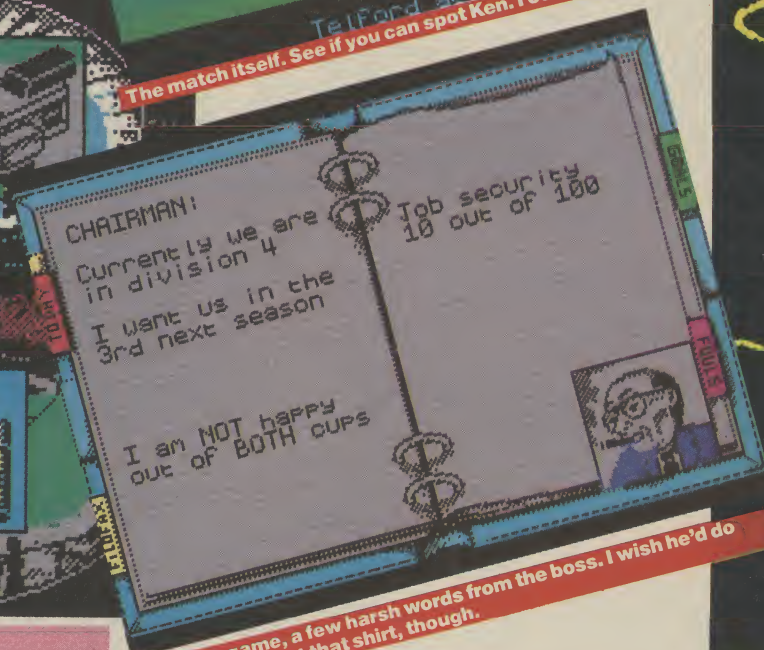 Telford
The match itself. See if you can spot Ken.
CHAIRMAN:
Currently we are
in division 4
I want us in the
3rd next season
I am NOT happy
out of BOTH cups
Job security
10 out of 100
GOALS
FOULS
TODAY
a few harsh words from the boss. I wish he'd do
that shirt, though.